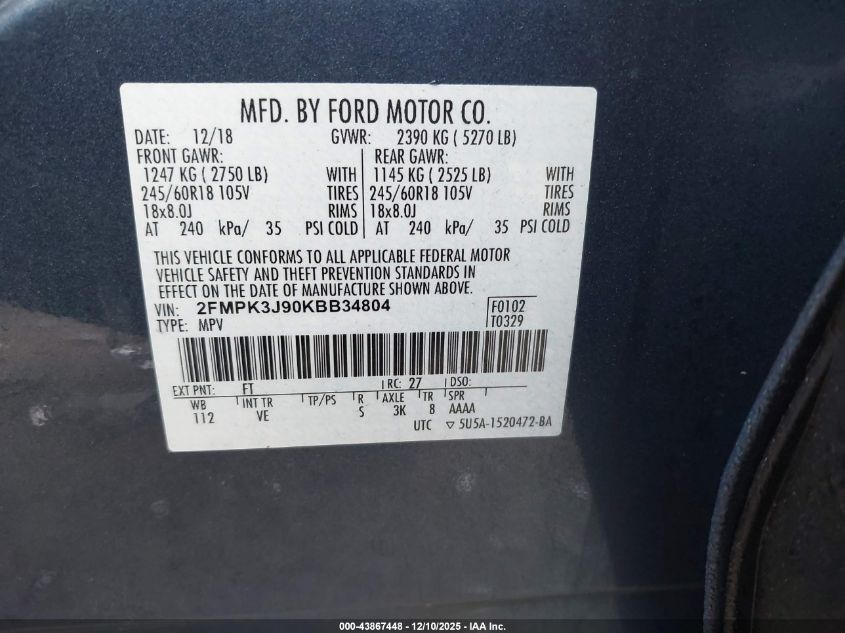 MFD. BY FORD MOTOR CO.
DATE: 12/18 GVWR: 2390 KG ( 5270 LB)
FRONT GAWR: REAR GAWR:
1247 KG ( 2750 LB) WITH 1145 KG ( 2525 LB) WITH
245/60R18 105V TIRES 245/60R18 105V TIRES
18x8.0J RIMS 18x8.0J RIMS
AT 240 kPa/ 35 PSI COLD AT 240 kPa/ 35 PSI COLD
THIS VEHICLE CONFORMS TO ALL APPLICABLE FEDERAL MOTOR
VEHICLE SAFETY AND THEFT PREVENTION STANDARDS IN
EFFECT ON THE DATE OF MANUFACTURE SHOWN ABOVE.
VIN: 2FMPK3J90KBB34804 F0102
TYPE: MPV T0329
EXT PNT: FT RC: 27 DSO:
WB INT TR TP/PS R AXLE TR SPR
112 VE S 3K 8 AAAA
UTC ▽ 5U5A-1520472-BA
000-43867448 - 12/10/2025 - IAA Inc.